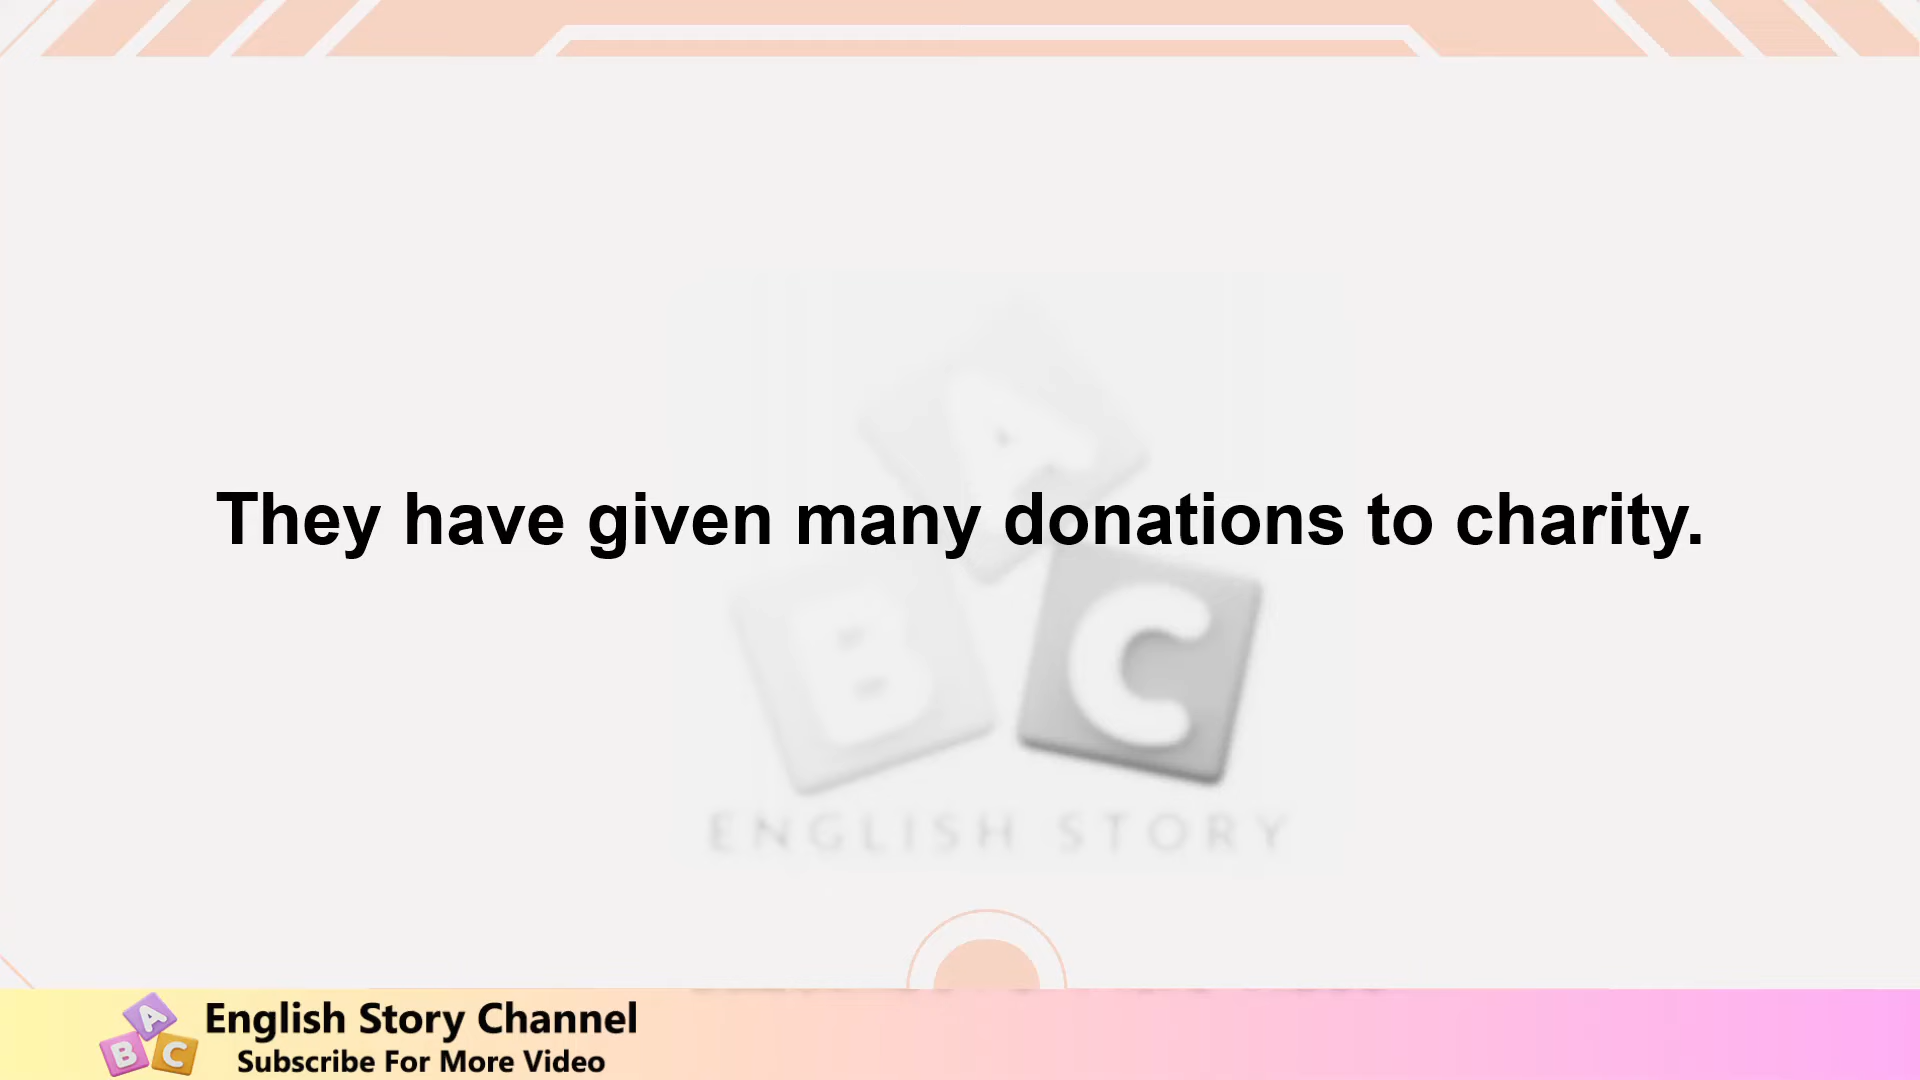 They have given many donations to charity.
A
B C
ENGLISH STORY
A
B C
English Story Channel
Subscribe For More Video